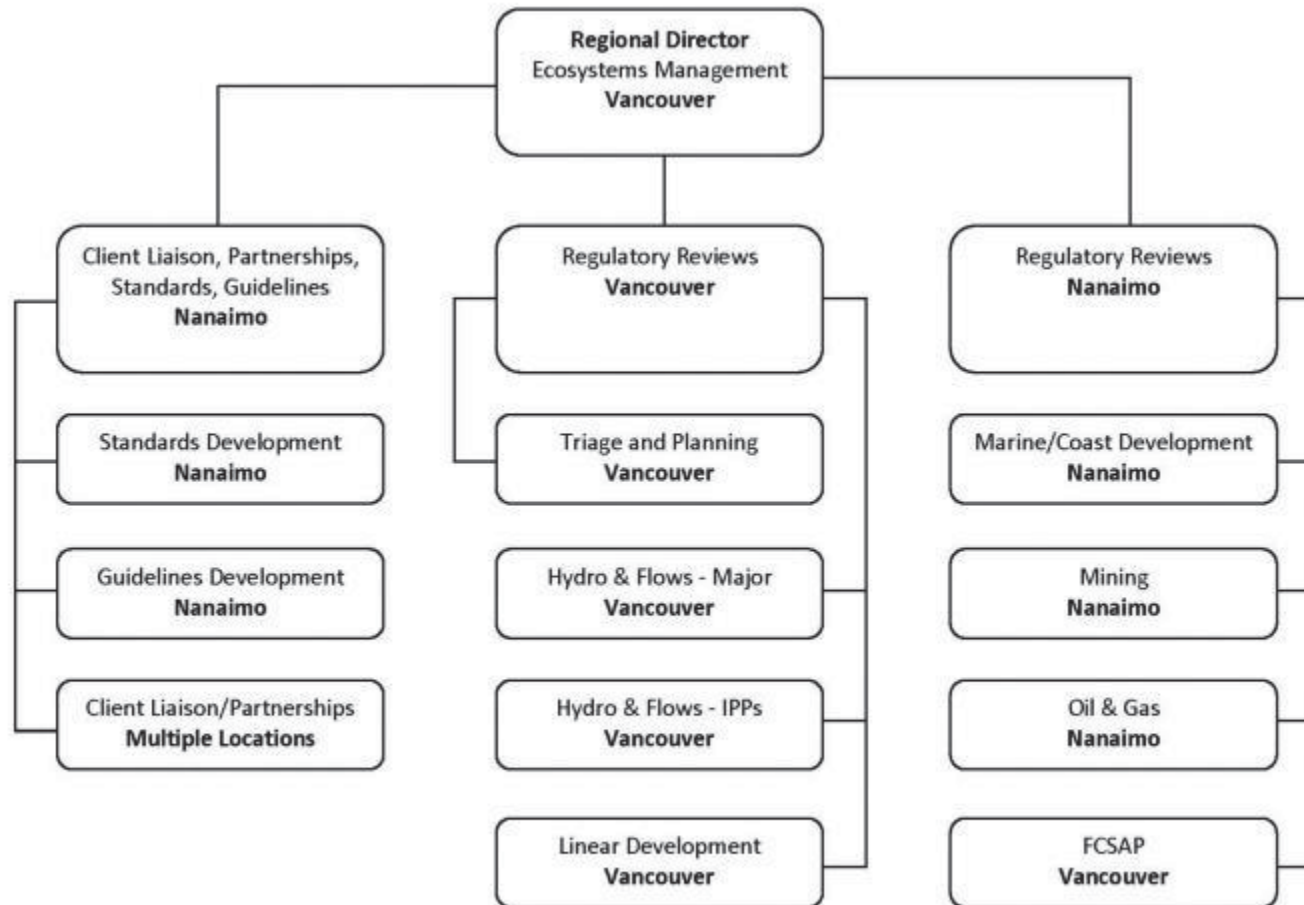 Regional Director
Ecosystems Management
Vancouver
Client Liaison, Partnerships,
Standards, Guidelines
Nanaimo
Regulatory Reviews
Vancouver
Regulatory Reviews
Nanaimo
Standards Development
Nanaimo
Triage and Planning
Vancouver
Marine/Coast Development
Nanaimo
Guidelines Development
Nanaimo
Hydro & Flows - Major
Vancouver
Mining
Nanaimo
Client Liaison/Partnerships
Multiple Locations
Hydro & Flows - IPPs
Vancouver
Oil & Gas
Nanaimo
Linear Development
Vancouver
FCSAP
Vancouver